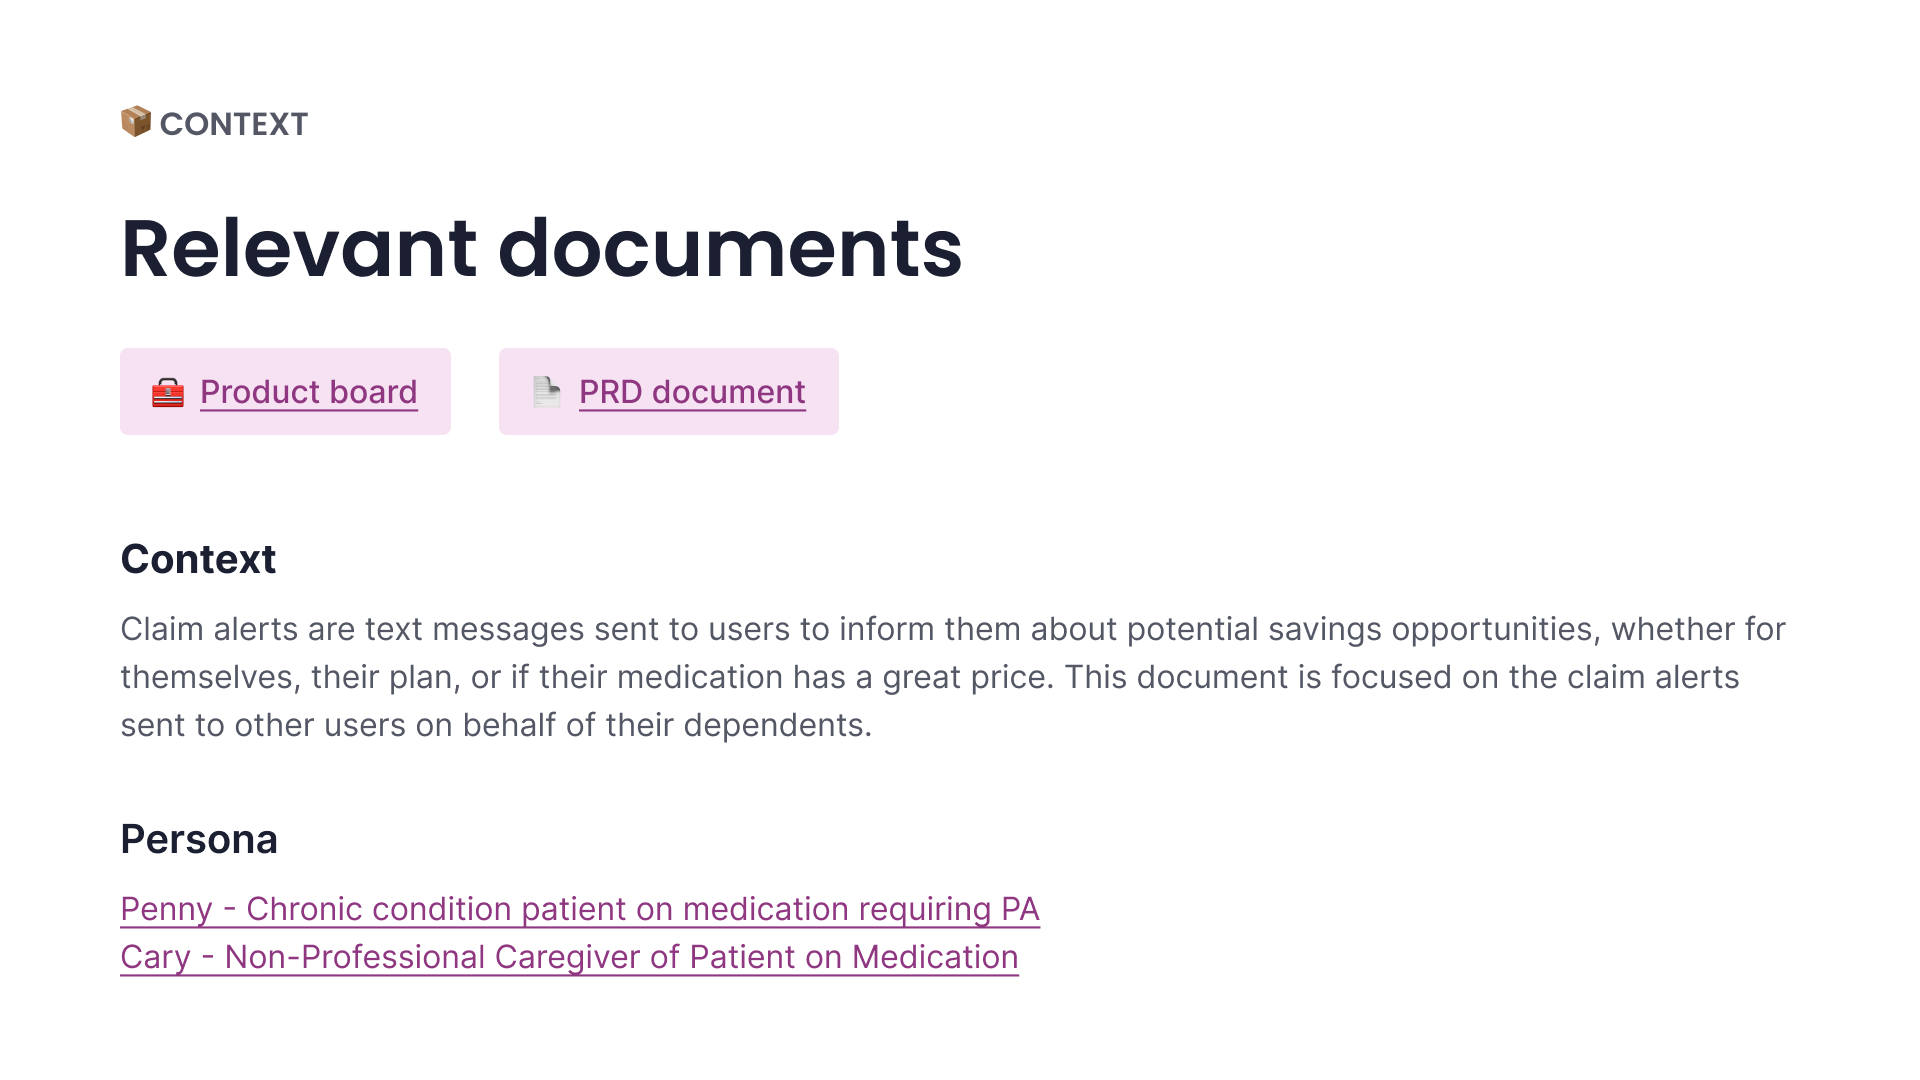 CONTEXT
Relevant documents
Product board
PRD document
Context
Claim alerts are text messages sent to users to inform them about potential savings opportunities, whether for
themselves, their plan, or if their medication has a great price. This document is focused on the claim alerts
sent to other users on behalf of their dependents.
Persona
Penny - Chronic condition patient on medication requiring PA
Cary - Non-Professional Caregiver of Patient on Medication